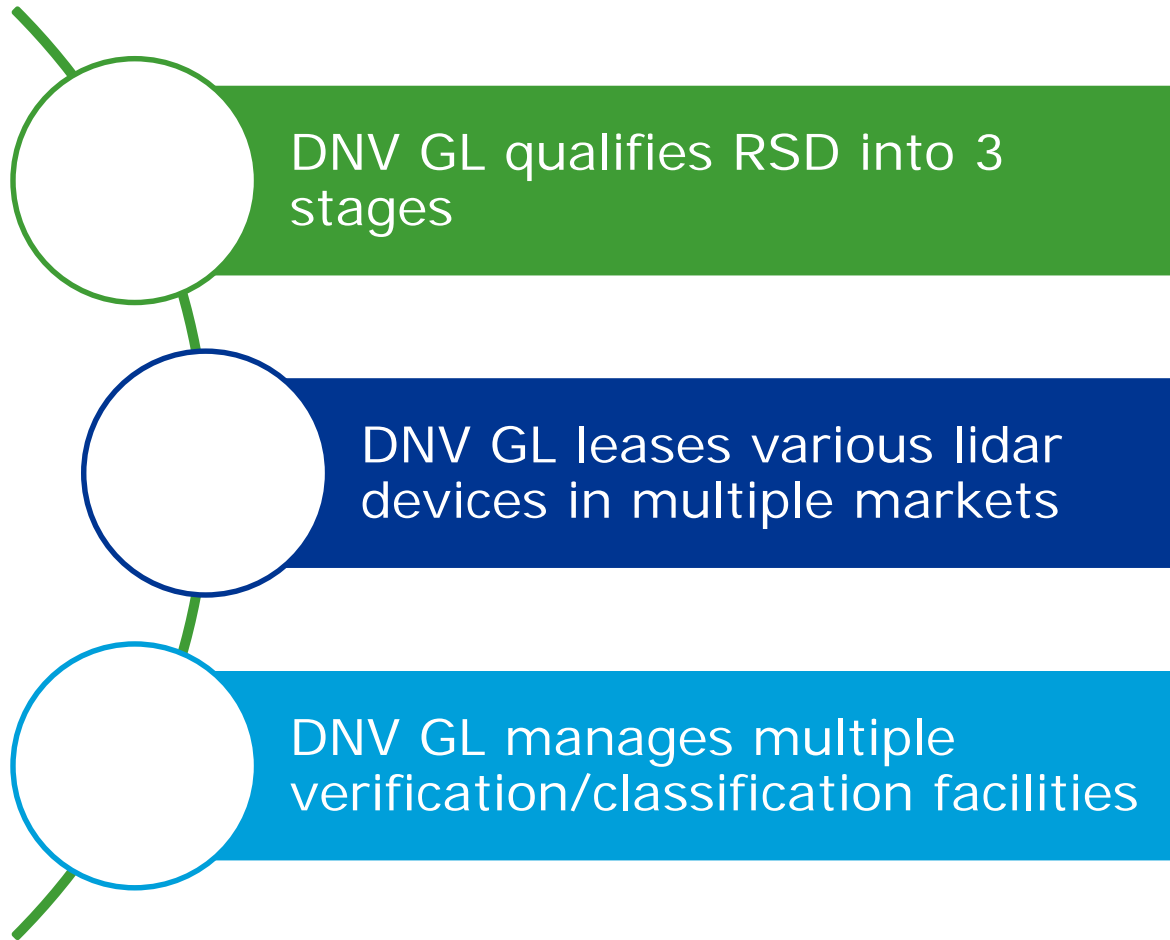 DNV GL qualifies RSD into 3
stages
DNV GL leases various lidar
devices in multiple markets
DNV GL manages multiple
verification/classification facilities